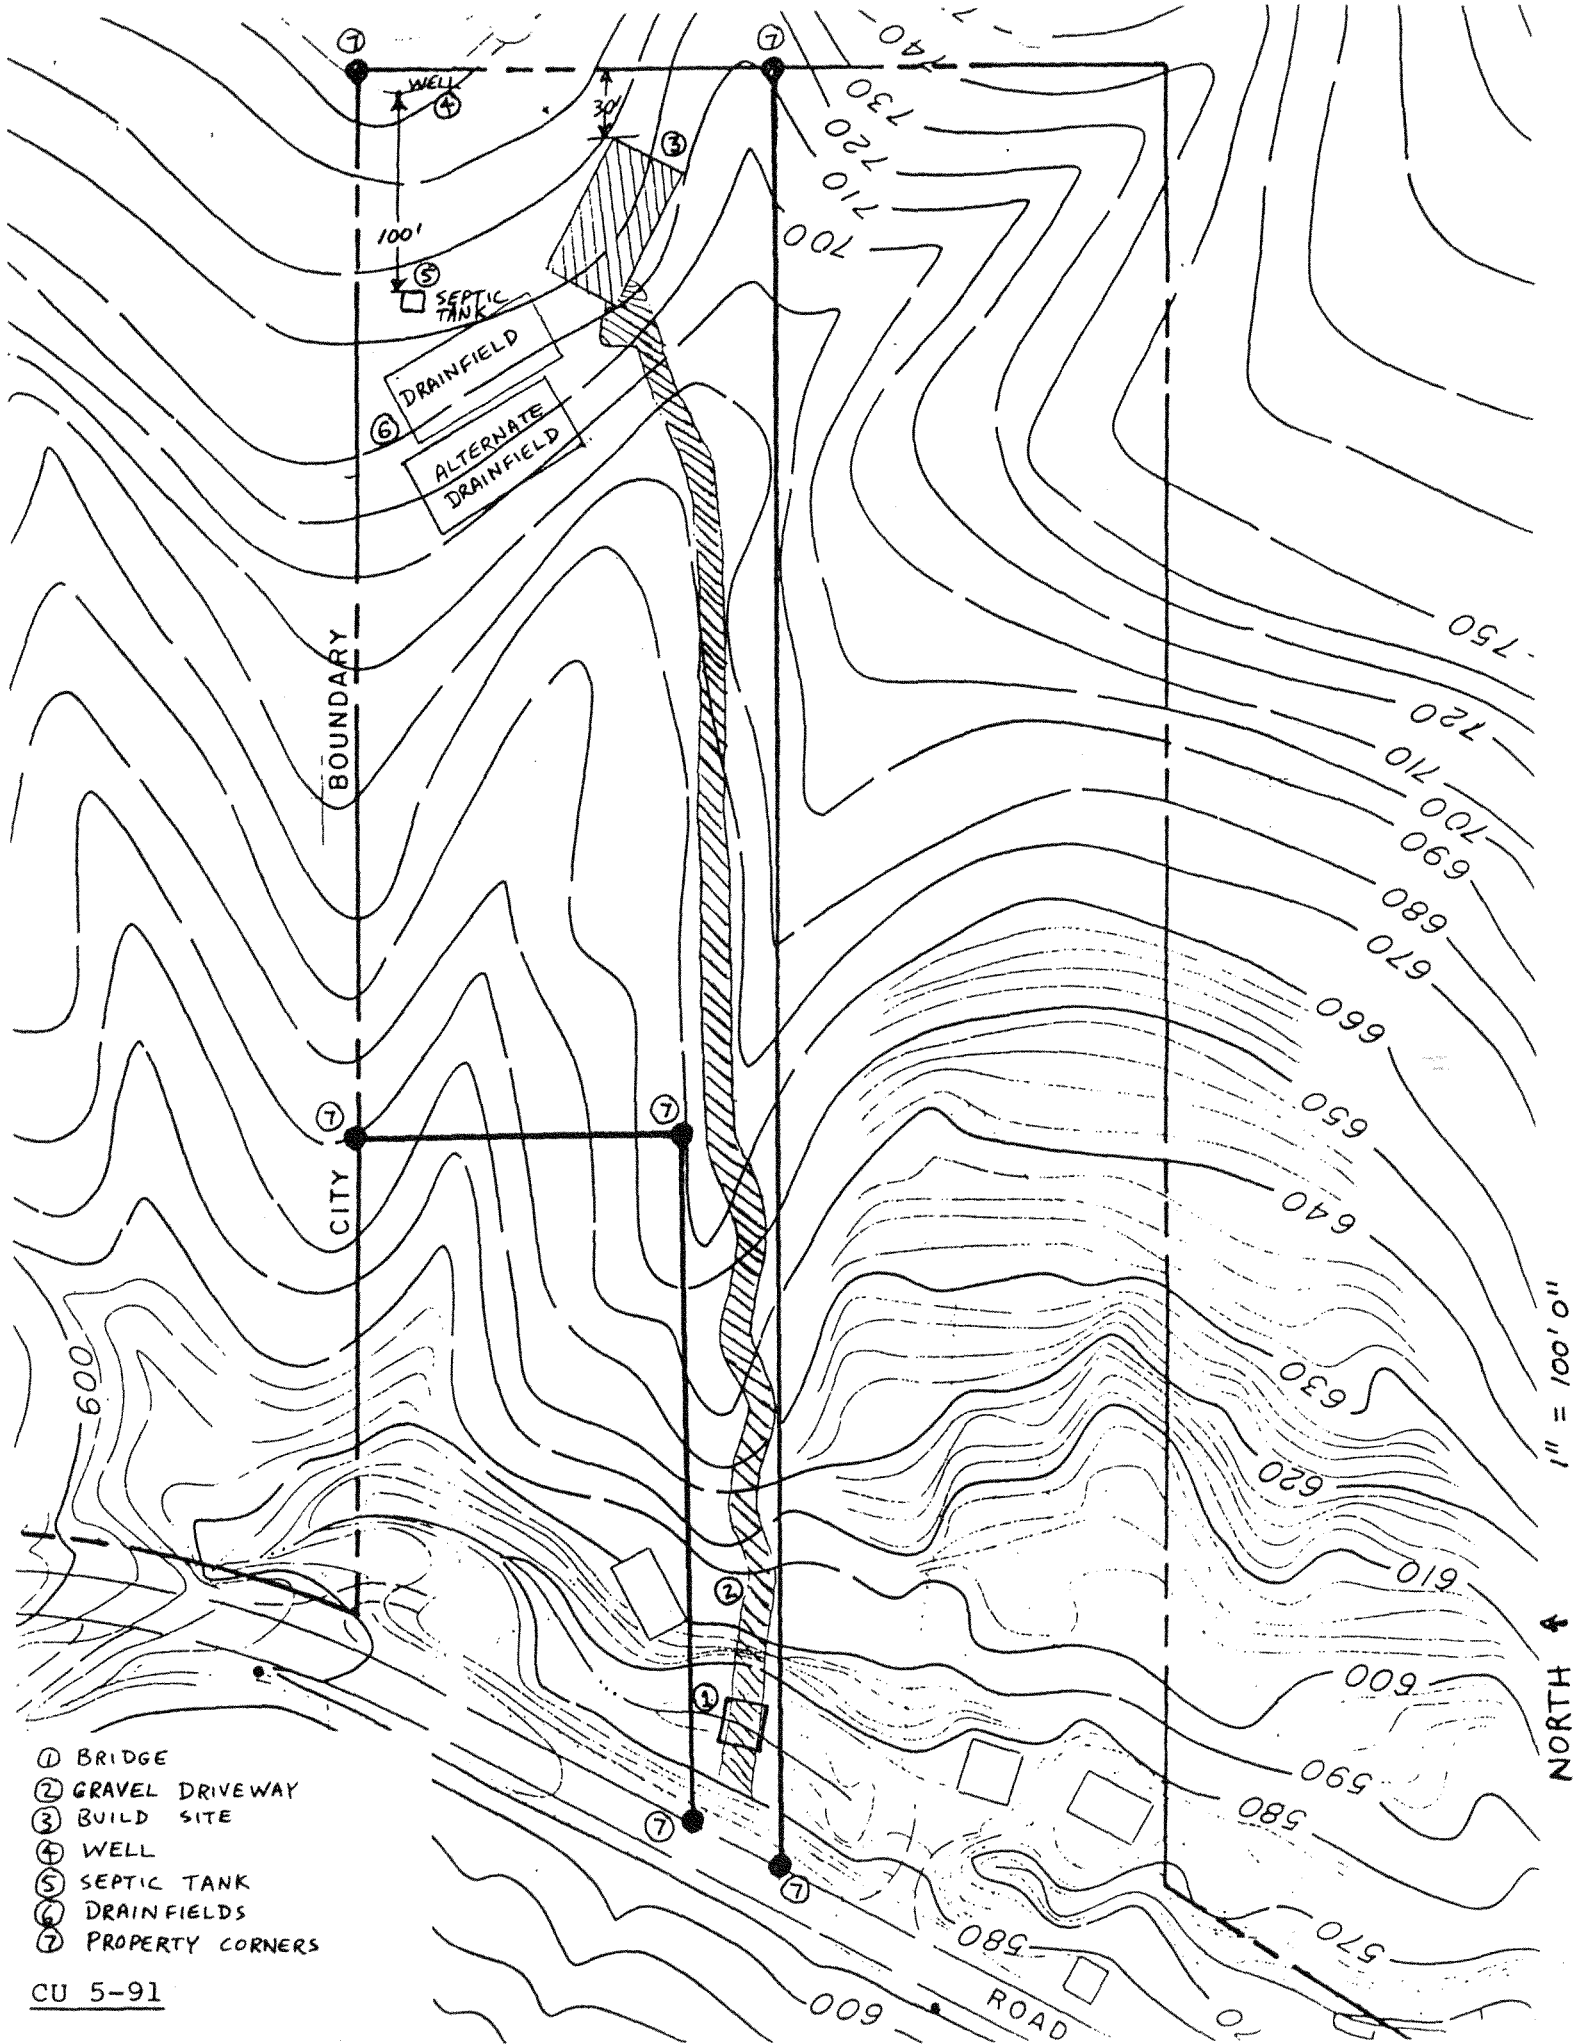 7
7
WELL
4
30'
3
740
730
720
710
700
100'
5
SEPTIC
TANK
DRAINFIELD
6
ALTERNATE
DRAINFIELD
750
720
710
700
690
680
670
660
650
640
630
620
610
600
590
580
570
BOUNDARY
CITY
7
7
600
2
1
7
7
580
600
ROAD
70
1" = 100' 0"
NORTH
1 BRIDGE
2 GRAVEL DRIVEWAY
3 BUILD SITE
4 WELL
5 SEPTIC TANK
6 DRAINFIELDS
7 PROPERTY CORNERS
CU 5-91